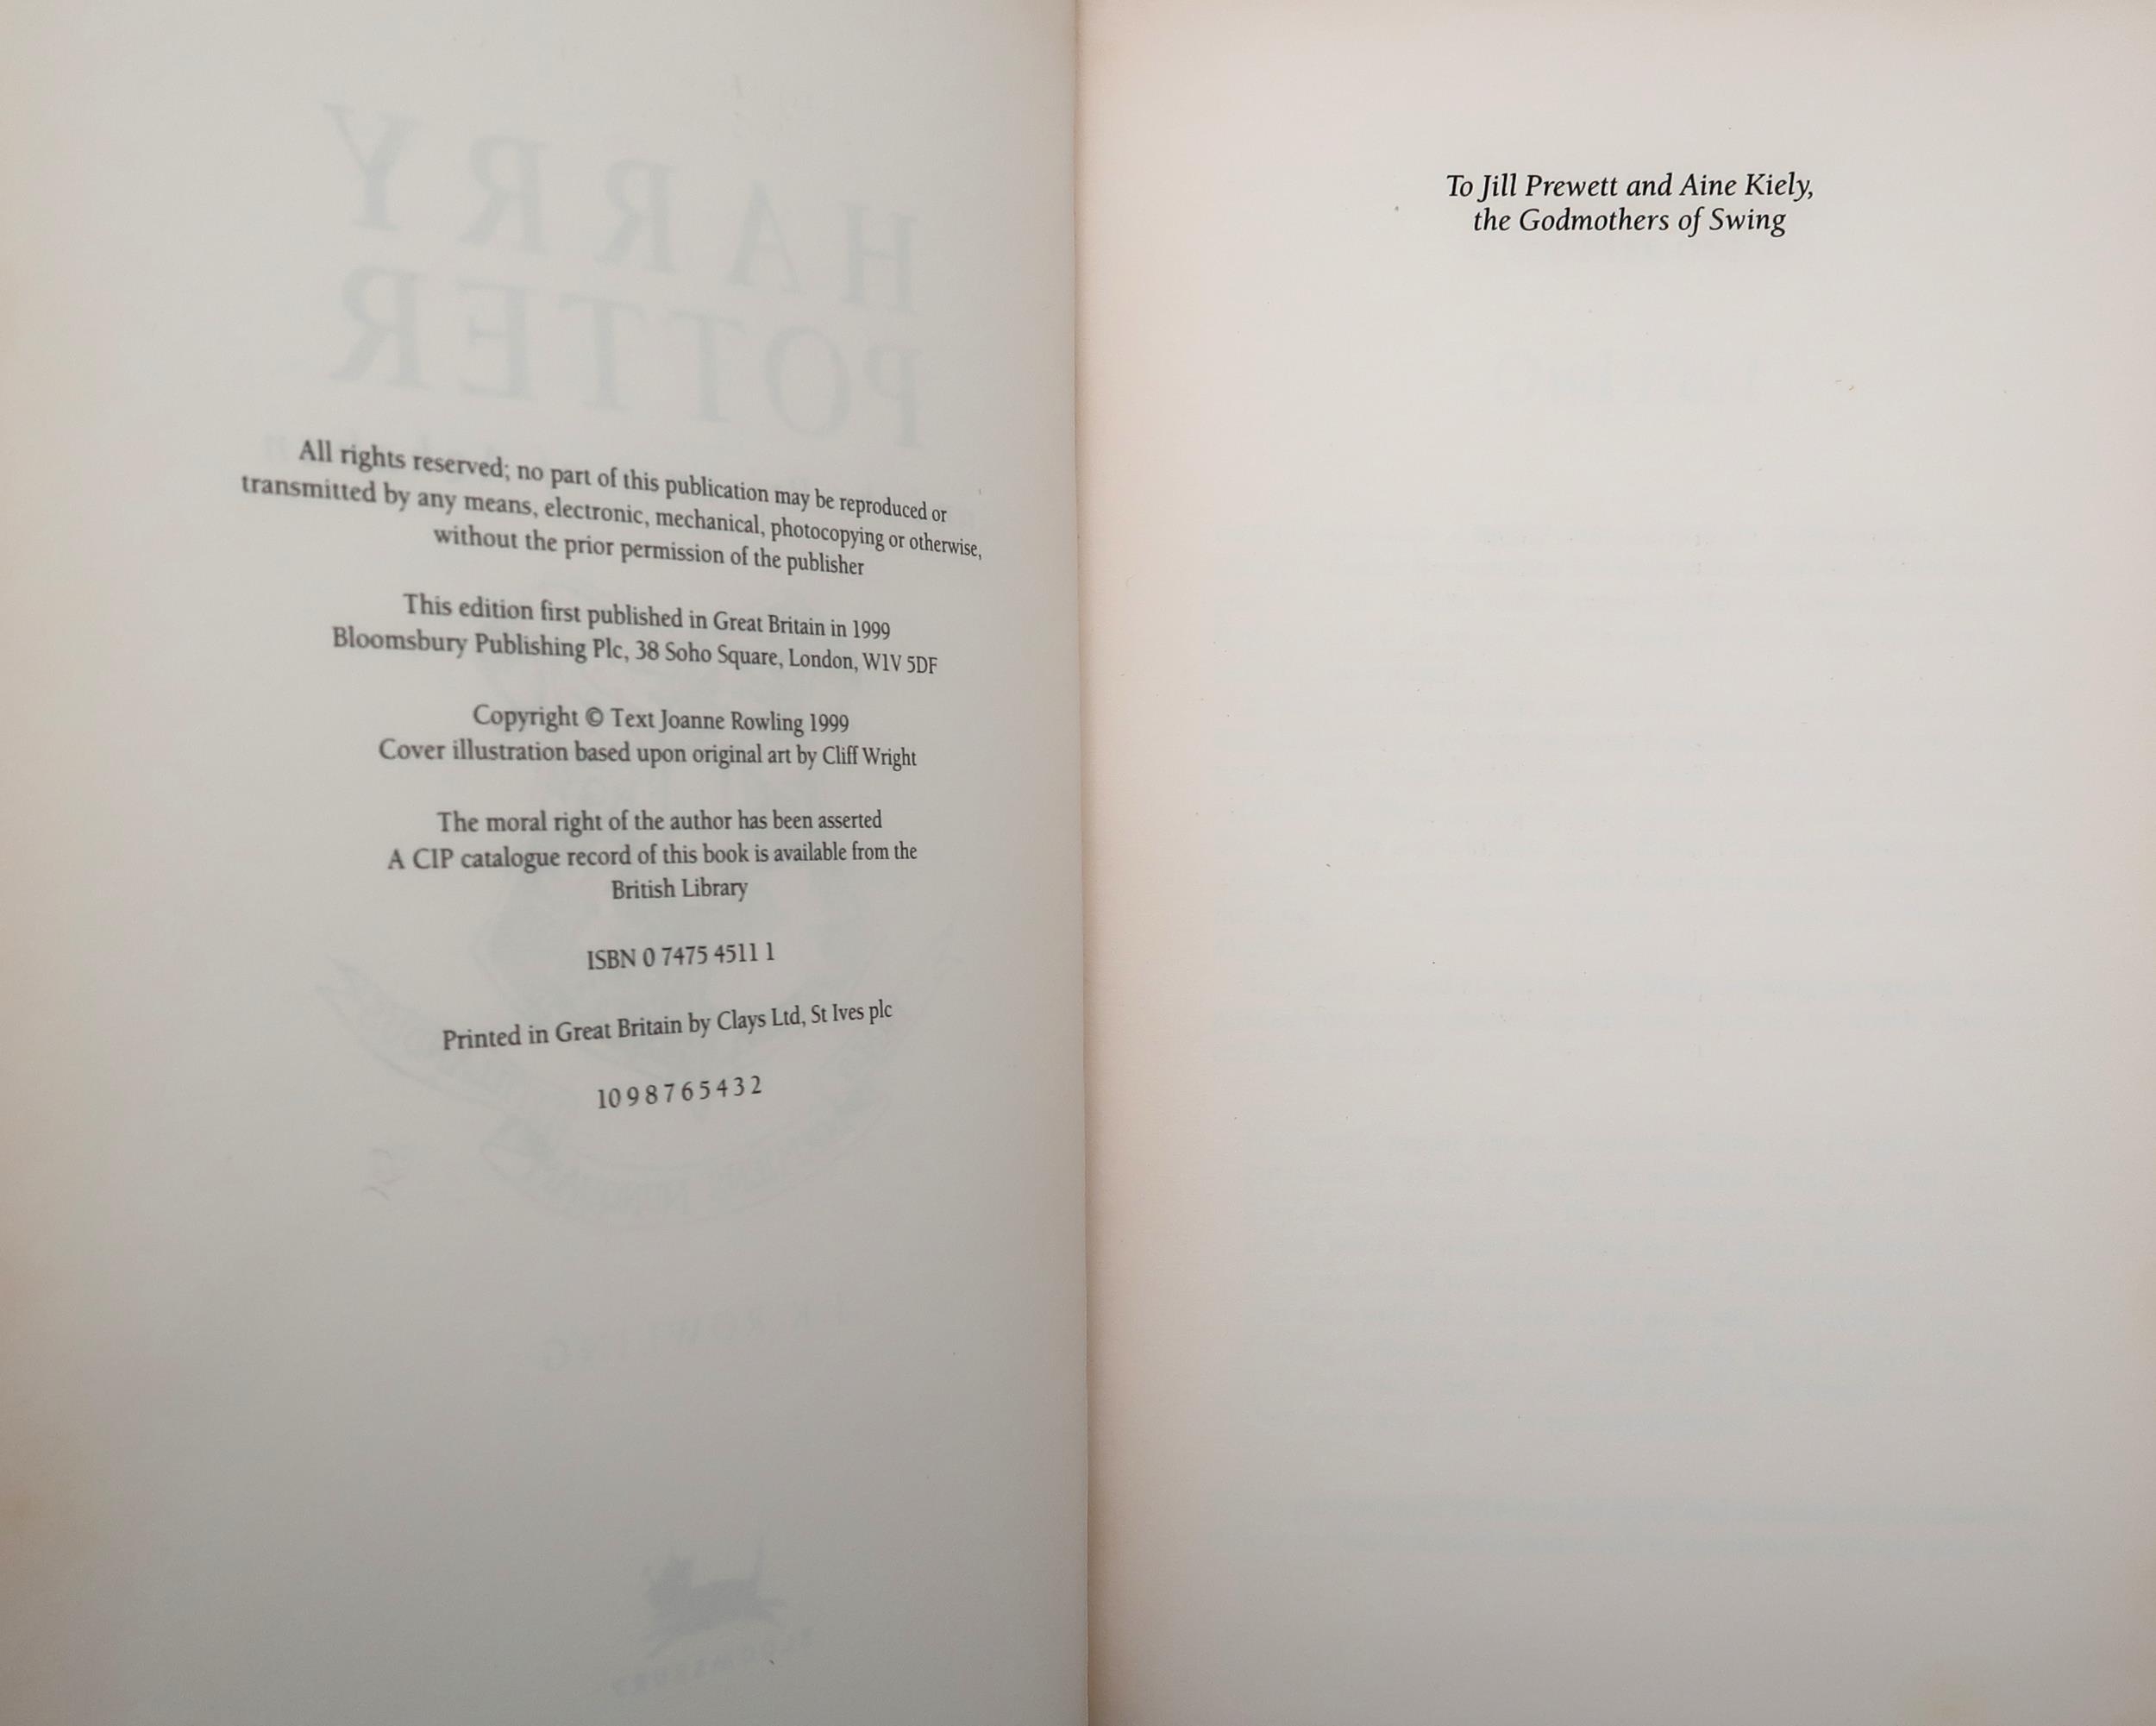 All rights reserved; no part of this publication may be reproduced or
transmitted by any means, electronic, mechanical, photocopying or otherwise,
without the prior permission of the publisher
This edition first published in Great Britain in 1999
Bloomsbury Publishing Plc, 38 Soho Square, London, W1V 5DF
Copyright © Text Joanne Rowling 1999
Cover illustration based upon original art by Cliff Wright
The moral right of the author has been asserted
A CIP catalogue record of this book is available from the
British Library
ISBN 0 7475 4511 1
Printed in Great Britain by Clays Ltd, St Ives plc
10 9 8 7 6 5 4 3 2
HARRY
POTTER
J.K. ROWLING
BLOOMSBURY
To Jill Prewett and Aine Kiely,
the Godmothers of Swing